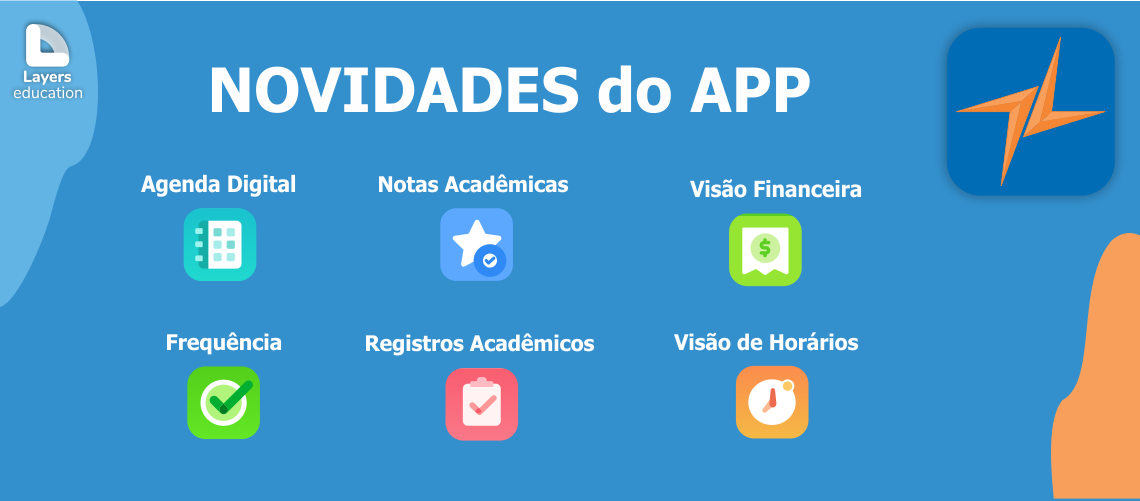 Layers
education
NOVIDADES do APP
Agenda Digital
Notas Acadêmicas
Visão Financeira
$
Frequência
Registros Acadêmicos
Visão de Horários